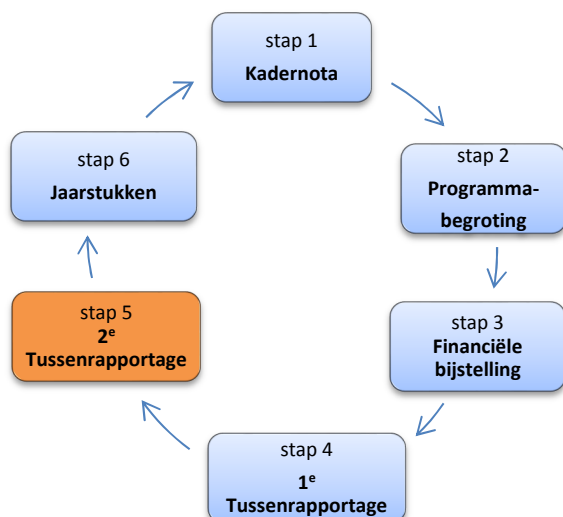 stap 1
Kadernota
stap 2
Programma-
begroting
stap 3
Financiële
bijstelling
stap 4
1e
Tussenrapportage
stap 5
2e
Tussenrapportage
stap 6
Jaarstukken